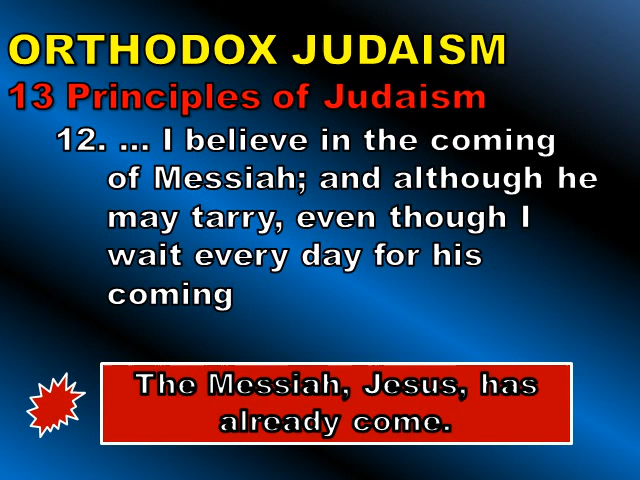 ORTHODOX JUDAISM
13 Principles of Judaism
12. ... I believe in the coming
of Messiah; and although he
may tarry, even though I
wait every day for his
coming
The Messiah, Jesus, has
already come.